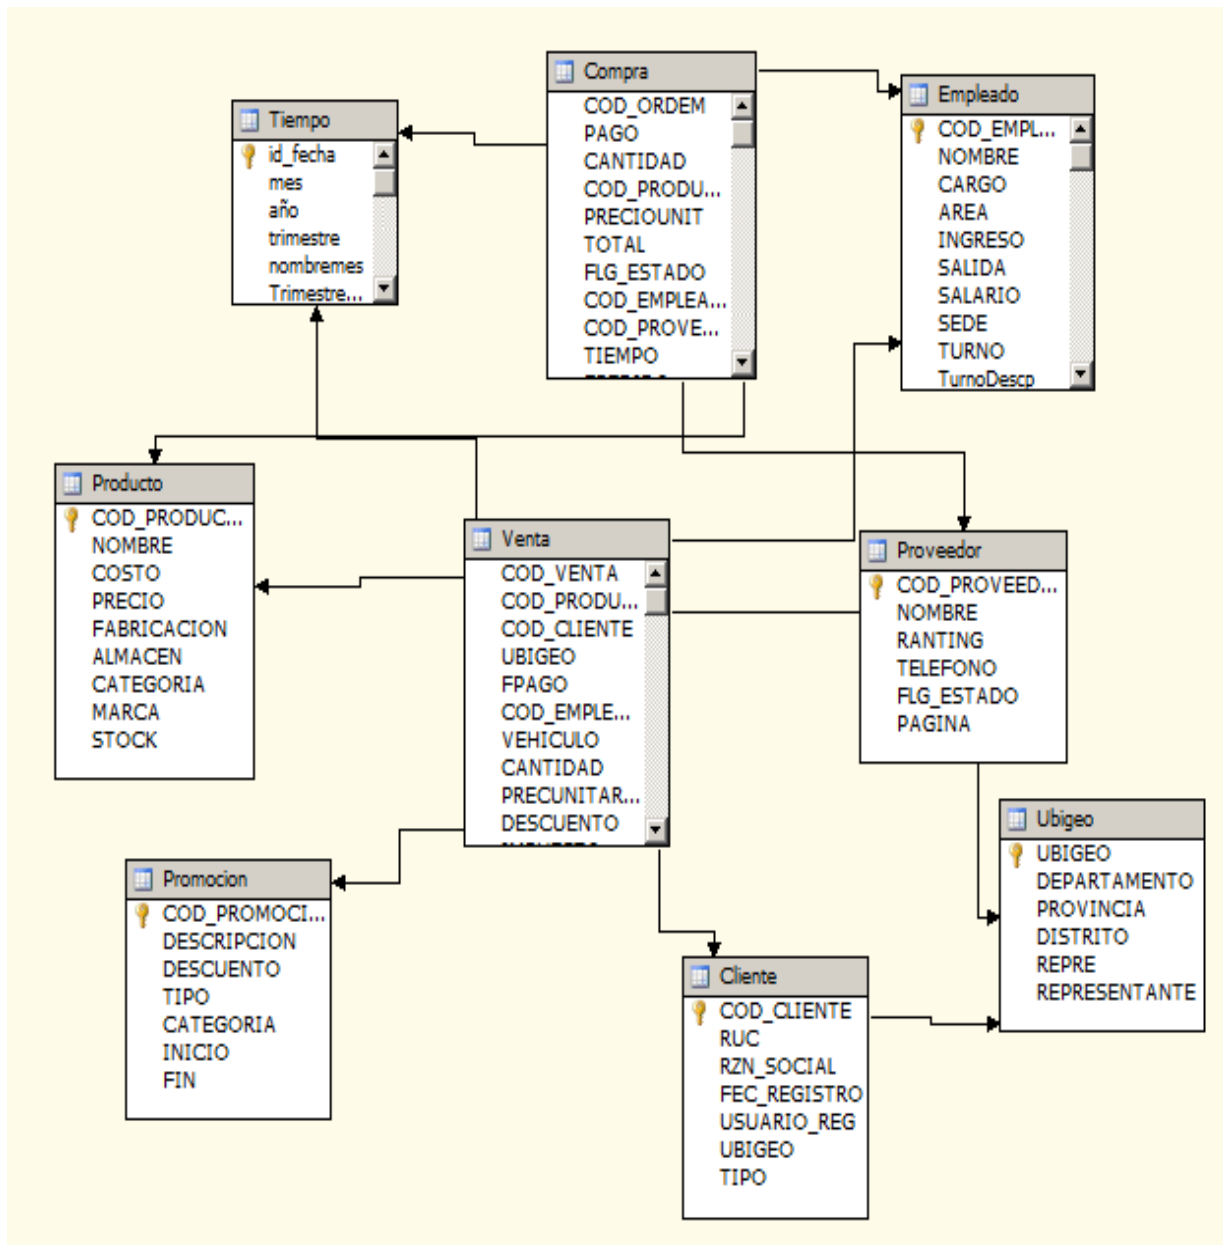 Compra
COD_ORDEM
PAGO
CANTIDAD
COD_PRODU...
PRECIOUNIT
TOTAL
FLG_ESTADO
COD_EMPLEA...
COD_PROVE...
TIEMPO
Empleado
COD_EMPL...
NOMBRE
CARGO
AREA
INGRESO
SALIDA
SALARIO
SEDE
TURNO
TurnoDescp
Tiempo
id_fecha
mes
año
trimestre
nombremes
Trimestre...
Producto
COD_PRODUC...
NOMBRE
COSTO
PRECIO
FABRICACION
ALMACEN
CATEGORIA
MARCA
STOCK
Venta
COD_VENTA
COD_PRODU...
COD_CLIENTE
UBIGEO
FPAGO
COD_EMPLE...
VEHICULO
CANTIDAD
PRECUNITAR...
DESCUENTO
Proveedor
COD_PROVEED...
NOMBRE
RANTING
TELEFONO
FLG_ESTADO
PAGINA
Ubigeo
UBIGEO
DEPARTAMENTO
PROVINCIA
DISTRITO
REPRE
REPRESENTANTE
Promocion
COD_PROMOCI...
DESCRIPCION
DESCUENTO
TIPO
CATEGORIA
INICIO
FIN
Cliente
COD_CLIENTE
RUC
RZN_SOCIAL
FEC_REGISTRO
USUARIO_REG
UBIGEO
TIPO